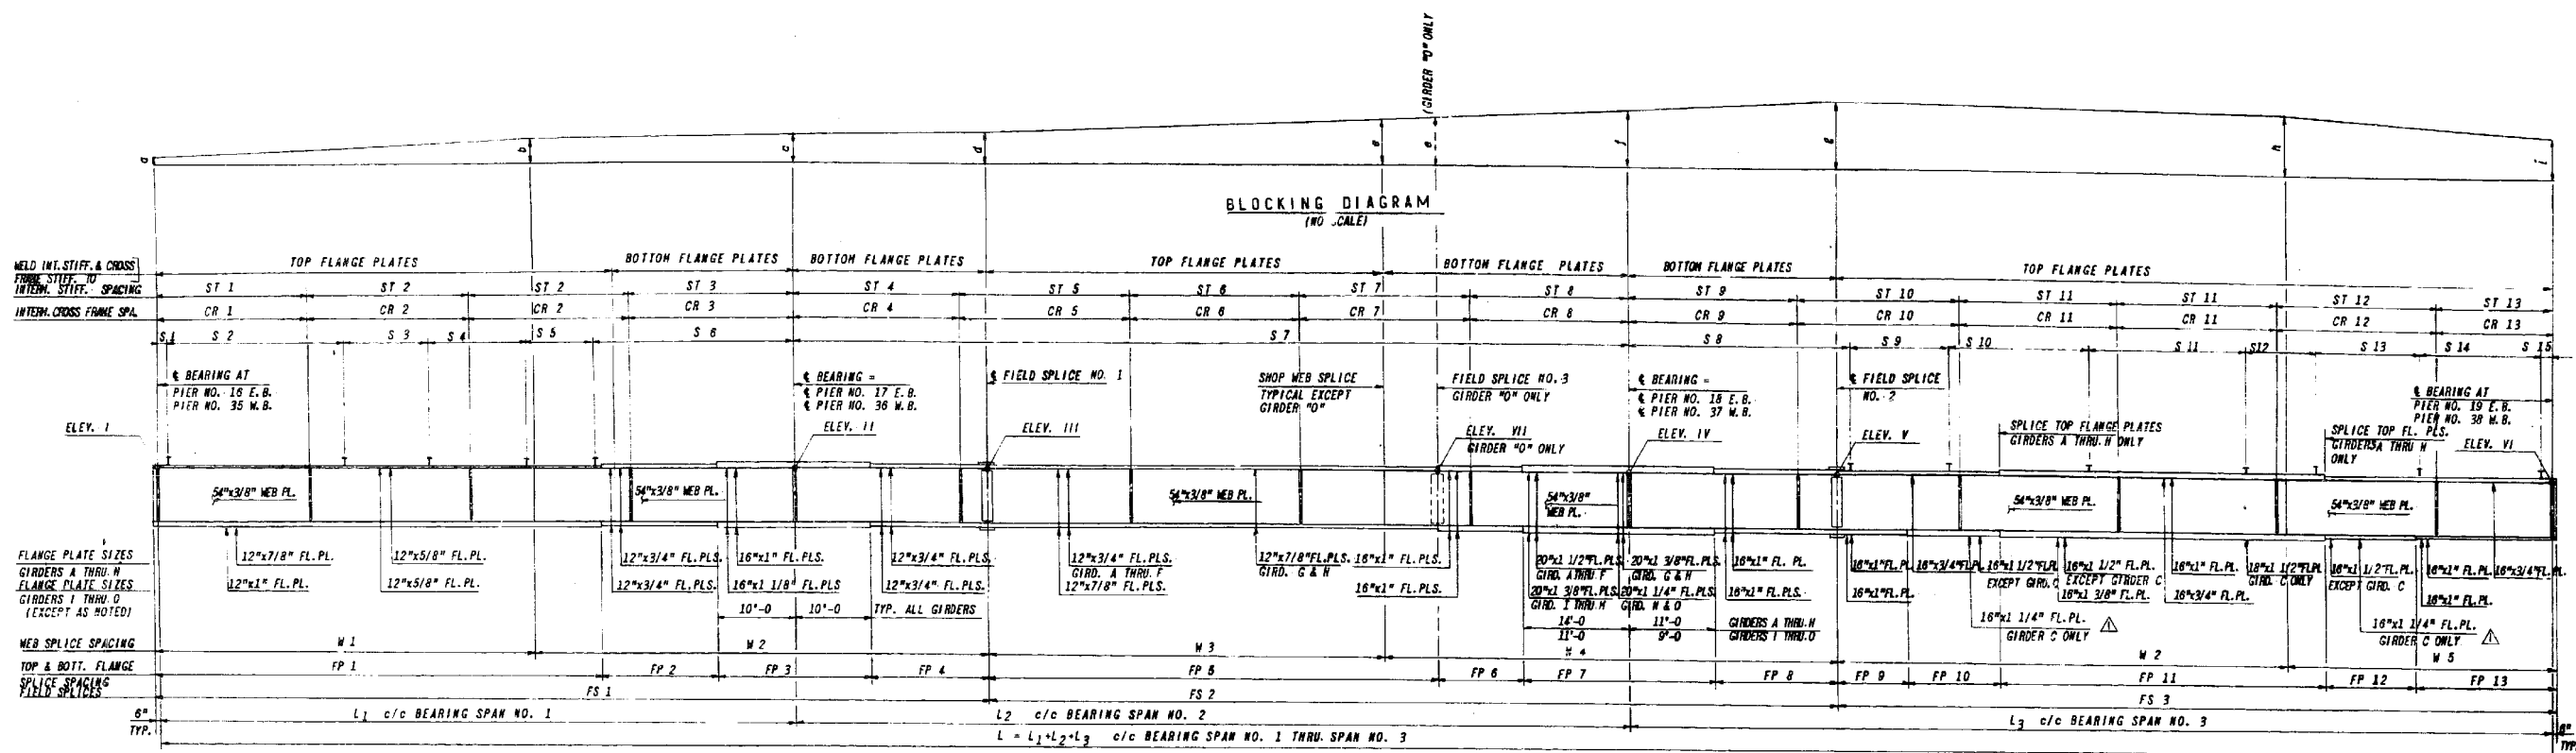 (GIRDER "O" ONLY
a
b
c
d
e
e
f
g
h
i
BLOCKING DIAGRAM
(NO SCALE)
WELD INT. STIFF. & CROSS
FRAME STIFF. TO
TOP FLANGE PLATES
BOTTOM FLANGE PLATES
BOTTOM FLANGE PLATES
TOP FLANGE PLATES
BOTTOM FLANGE PLATES
BOTTOM FLANGE PLATES
TOP FLANGE PLATES
INTERM. STIFF. SPACING
ST 1
ST 2
ST 2
ST 3
ST 4
ST 5
ST 6
ST 7
ST 8
ST 9
ST 10
ST 11
ST 11
ST 12
ST 13
INTERM. CROSS FRAME SPA.
CR 1
CR 2
CR 2
CR 3
CR 4
CR 5
CR 6
CR 7
CR 8
CR 9
CR 10
CR 11
CR 11
CR 12
CR 13
S 1
S 2
S 3
S 4
S 5
S 6
S 7
S 8
S 9
S 10
S 11
S12
S 13
S 14
S 15
℄ BEARING AT
PIER NO. 16 E.B.
PIER NO. 35 W.B.
℄ BEARING =
℄ PIER NO. 17 E.B.
℄ PIER NO. 36 W.B.
℄ FIELD SPLICE NO. 1
SHOP WEB SPLICE
TYPICAL EXCEPT
GIRDER "O"
FIELD SPLICE NO. 3
GIRDER "O" ONLY
℄ BEARING =
℄ PIER NO. 18 E.B.
℄ PIER NO. 37 W.B.
℄ FIELD SPLICE
NO. 2
℄ BEARING AT
PIER NO. 19 E.B.
PIER NO. 38 W.B.
ELEV. I
ELEV. II
ELEV. III
ELEV. VII
GIRDER "O" ONLY
ELEV. IV
ELEV. V
SPLICE TOP FLANGE PLATES
GIRDERS A THRU. H ONLY
SPLICE TOP FL. PLS.
GIRDERS A THRU H
ONLY
ELEV. VI
54"x3/8" WEB PL.
54"x3/8" WEB PL.
54"x3/8" WEB PL.
54"x3/8"
WEB PL.
54"x3/8" WEB PL.
54"x3/8" WEB PL.
FLANGE PLATE SIZES
GIRDERS A THRU. H
12"x7/8" FL.PL.
12"x5/8" FL.PL.
12"x3/4" FL.PLS.
16"x1" FL.PLS.
12"x3/4" FL.PLS.
12"x3/4" FL.PLS.
GIRD. A THRU. F
12"x7/8"FL.PLS.
GIRD. G & H
16"x1" FL.PLS.
20"x1 1/2"FL.PLS.
GIRD. A THRU. F
20"x1 3/8"FL.PLS.
GIRD. G & H
16"x1" FL. PL.
16"x1"FL.PL.
16"x3/4"FL.PL.
16"x1 1/2"FL.PL.
EXCEPT GIRD. C
16"x1 1/2" FL.PL.
EXCEPT GIRDER C
16"x1" FL.PL.
18"x1 1/2"FL.PL.
GIRD. C ONLY
16"x1 1/2"FL.PL.
EXCEPT GIRD. C
16"x1" FL.PL.
16"x3/4"FL.PL.
FLANGE PLATE SIZES
GIRDERS I THRU. O
(EXCEPT AS NOTED)
12"x1" FL.PL.
12"x5/8" FL.PL.
12"x3/4" FL.PLS.
16"x1 1/8" FL.PLS
12"x3/4" FL.PLS.
12"x7/8" FL.PLS.
16"x1" FL.PLS.
20"x1 3/8"FL.PLS.
GIRD. I THRU. M
20"x1 1/4" FL.PLS.
GIRD. N & O
16"x1" FL.PLS.
16"x1"FL.PL.
16"x1 3/8" FL.PL.
16"x3/4" FL.PL.
16"x1" FL.PL.
16"x1 1/4" FL.PL.
GIRDER C ONLY
16"x1 1/4" FL.PL.
GIRDER C ONLY
10'-0
10'-0
TYP. ALL GIRDERS
14'-0
11'-0
GIRDERS A THRU.H
11'-0
9'-0
GIRDERS I THRU.O
WEB SPLICE SPACING
W 1
W 2
W 3
W 4
W 2
W 5
TOP & BOTT. FLANGE
SPLICE SPACING
FP 1
FP 2
FP 3
FP 4
FP 5
FP 6
FP 7
FP 8
FP 9
FP 10
FP 11
FP 12
FP 13
FIELD SPLICES
FS 1
FS 2
FS 3
6"
TYP.
L1 c/c BEARING SPAN NO. 1
L2 c/c BEARING SPAN NO. 2
L3 c/c BEARING SPAN NO. 3
6"
TYP
L = L1+L2+L3 c/c BEARING SPAN NO. 1 THRU. SPAN NO. 3